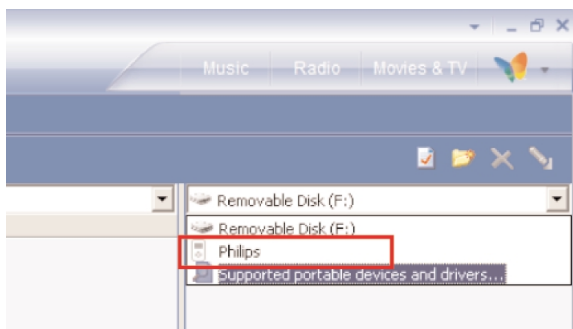 Music Radio Movies & TV
Removable Disk (F:)
Removable Disk (F:)
Philips
Supported portable devices and drivers...